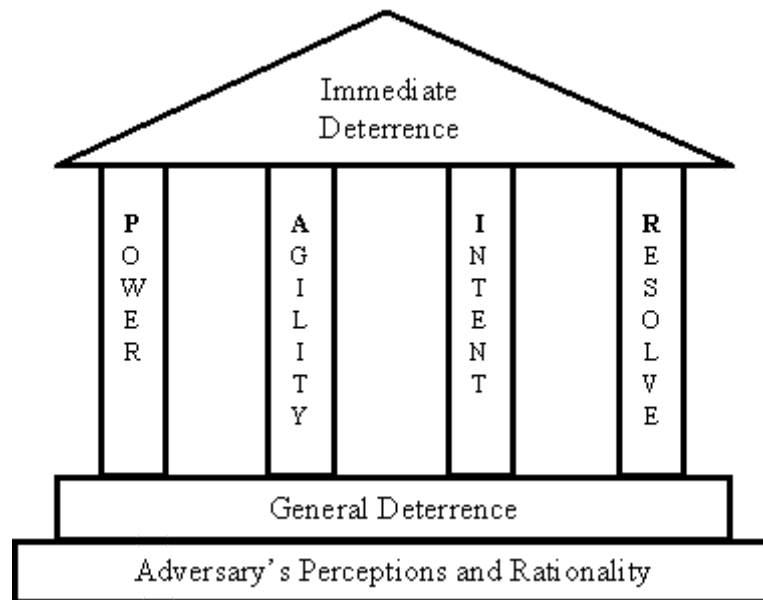 Immediate
Deterrence
POWER
AGILITY
INTENT
RESOLVE
General Deterrence
Adversary's Perceptions and Rationality